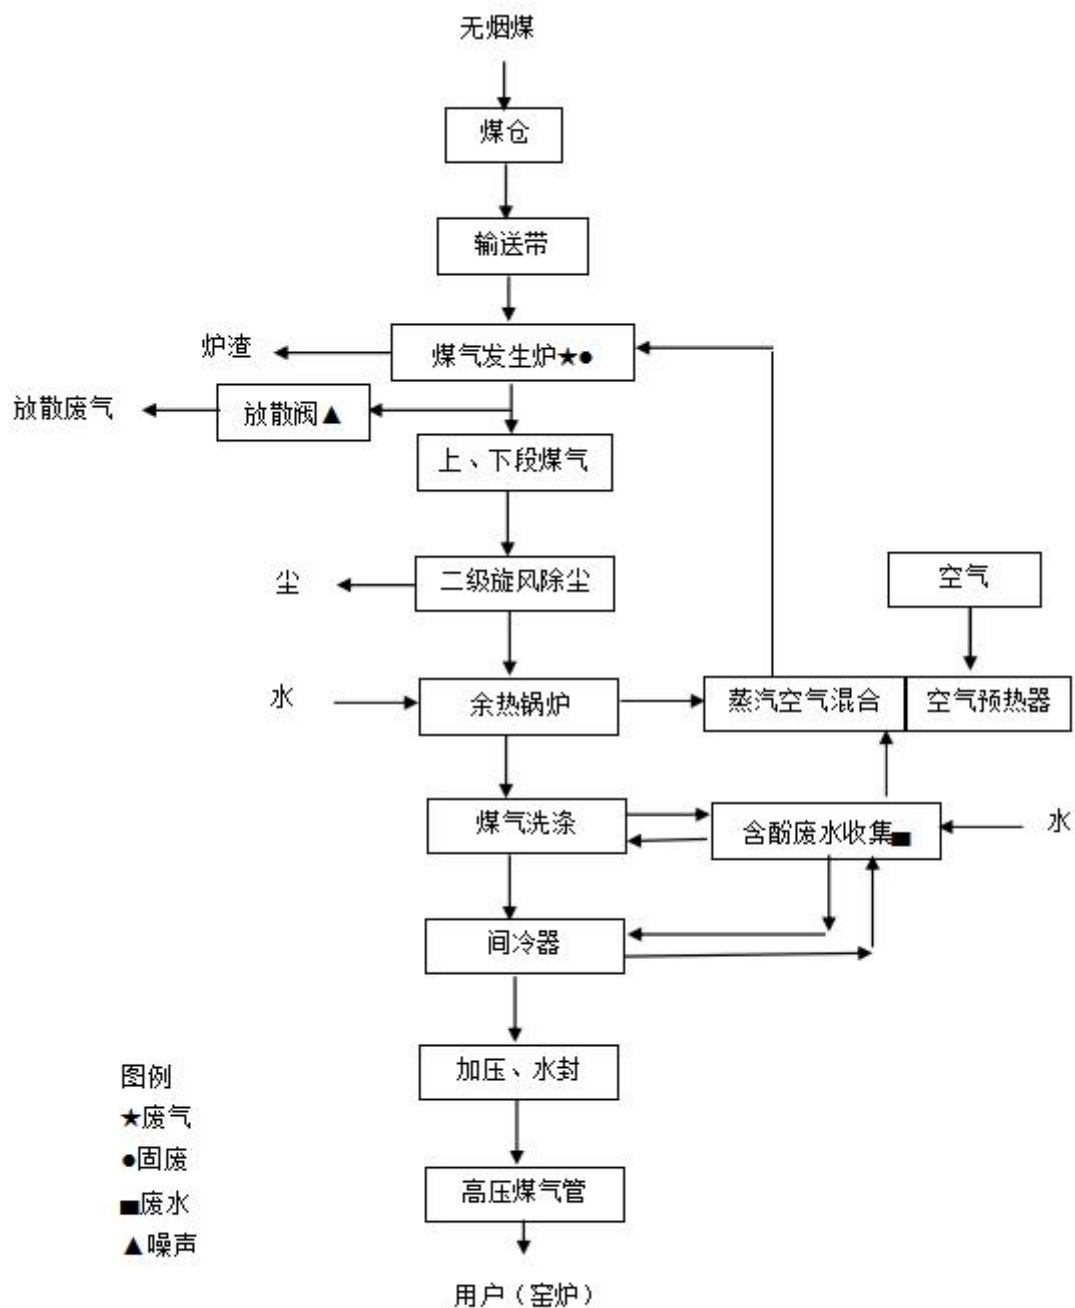 无烟煤
煤仓
输送带
炉渣
煤气发生炉★●
放散废气
放散阀▲
上、下段煤气
尘
二级旋风除尘
空气
水
余热锅炉
蒸汽空气混合
空气预热器
煤气洗涤
含酚废水收集■
水
间冷器
加压、水封
图例
★废气
●固废
■废水
▲噪声
高压煤气管
用户（窑炉）